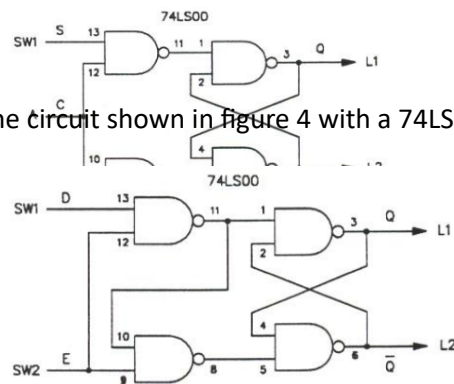 74LS00
SW1 S 13 11 1 3 Q L1
12 2
C
ne circuit shown in figure 4 with a 74LS
10 4
74LS00
SW1 D 13 11 1 3 Q L1
12 2
10 4
SW2 E 9 8 5 6 Q̅ L2